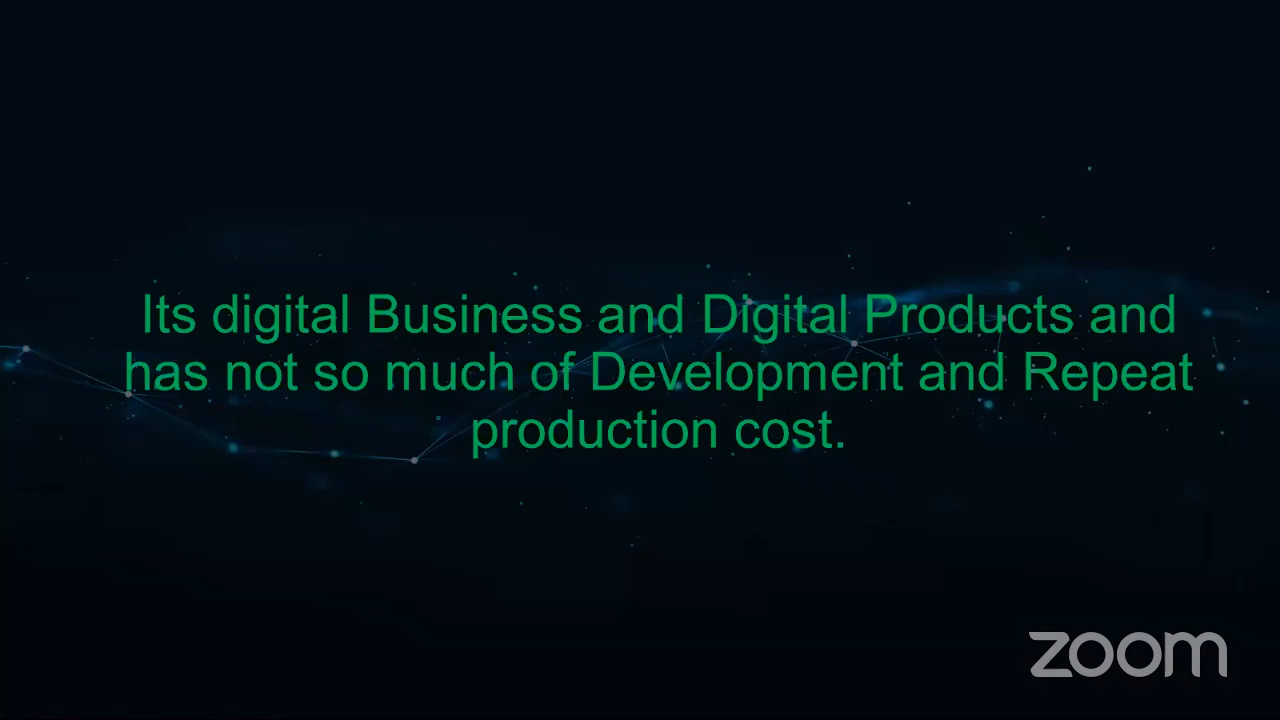 Its digital Business and Digital Products and
has not so much of Development and Repeat
production cost.
zoom